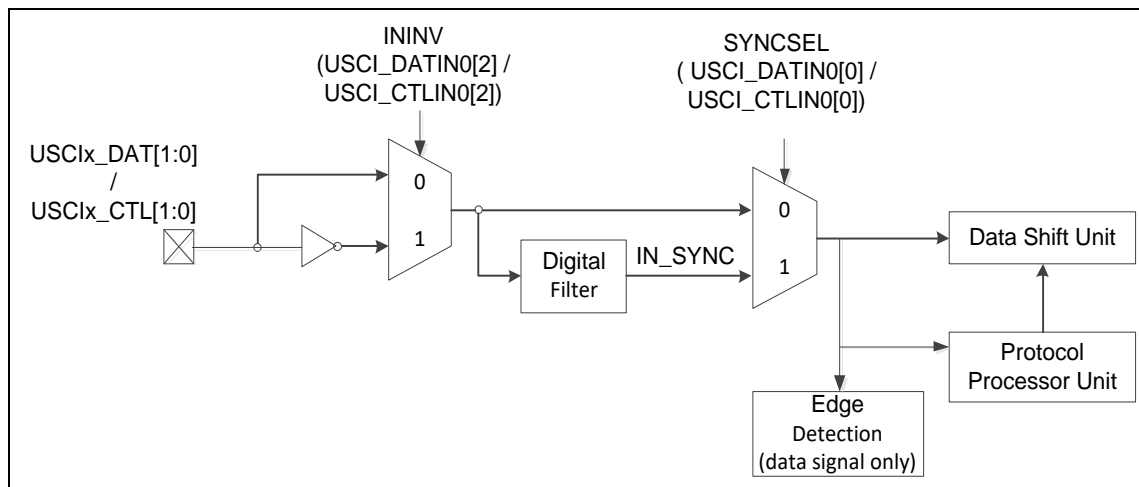 ININV
(USCI_DATIN0[2] /
USCI_CTLIN0[2])
SYNCSEL
( USCI_DATIN0[0] /
USCI_CTLIN0[0])
USCIx_DAT[1:0]
/
USCIx_CTL[1:0]
0
1
0
1
Digital
Filter
IN_SYNC
Data Shift Unit
Protocol
Processor Unit
Edge
Detection
(data signal only)